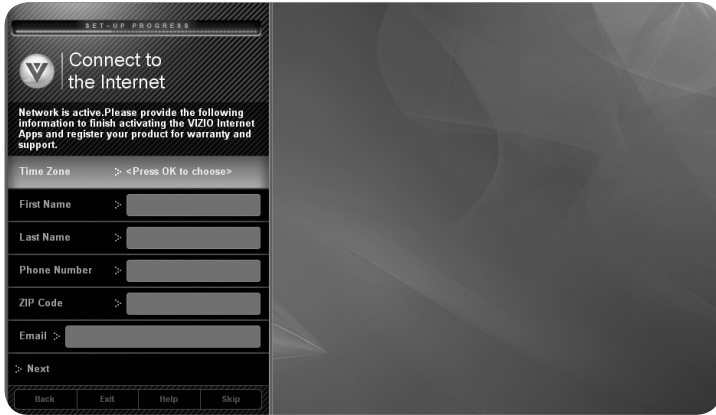 SET-UP PROGRESS
Connect to
the Internet
Network is active.Please provide the following
information to finish activating the VIZIO Internet
Apps and register your product for warranty and
support.
Time Zone :> <Press OK to choose>
First Name :>
Last Name :>
Phone Number :>
ZIP Code :>
Email :>
:> Next
Back Exit Help Skip